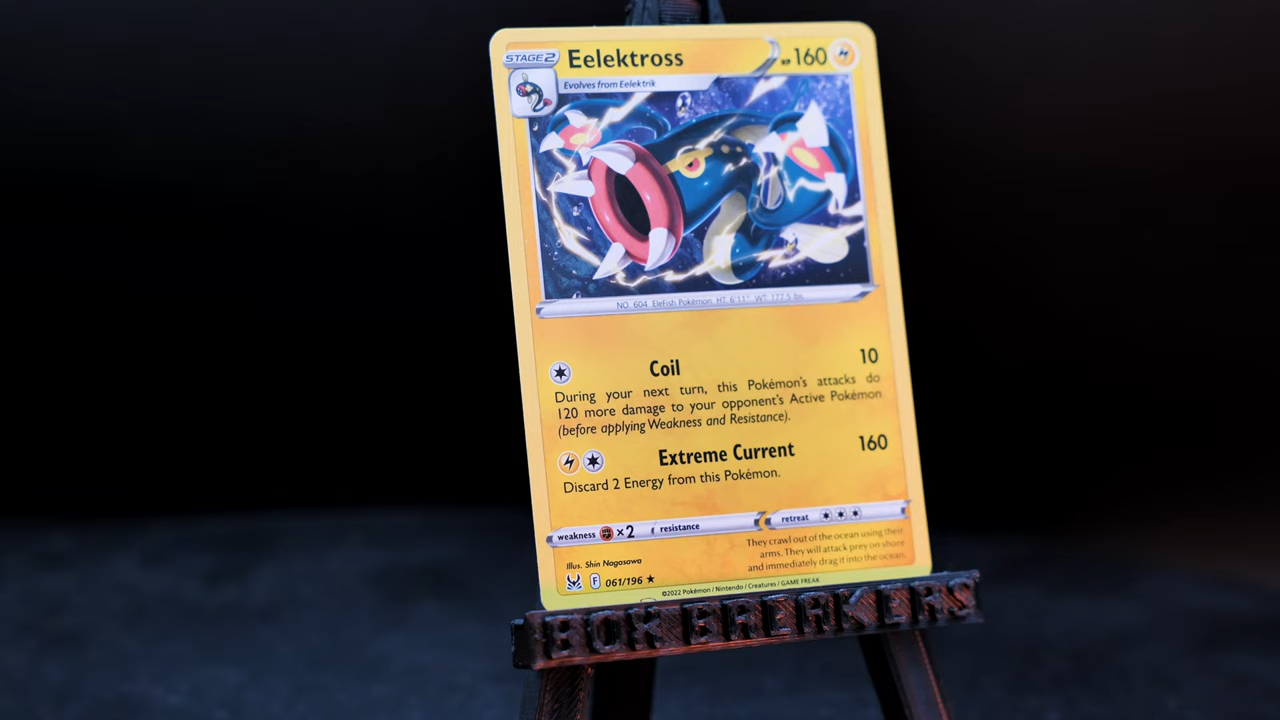 STAGE 2
Eelektross
HP 160
Evolves from Eelektrik
NO. 604 EleFish Pokémon HT. 6'11" WT. 177.5 lbs.
Coil 10
During your next turn, this Pokémon's attacks do
120 more damage to your opponent's Active Pokémon
(before applying Weakness and Resistance).
Extreme Current 160
Discard 2 Energy from this Pokémon.
weakness ×2 resistance retreat
They crawl out of the ocean using their
arms. They will attack prey on shore
and immediately drag it into the ocean.
Illus. Shin Nagasawa
F 061/196 ★
©2022 Pokémon / Nintendo / Creatures / GAME FREAK
BOX BREAKERS